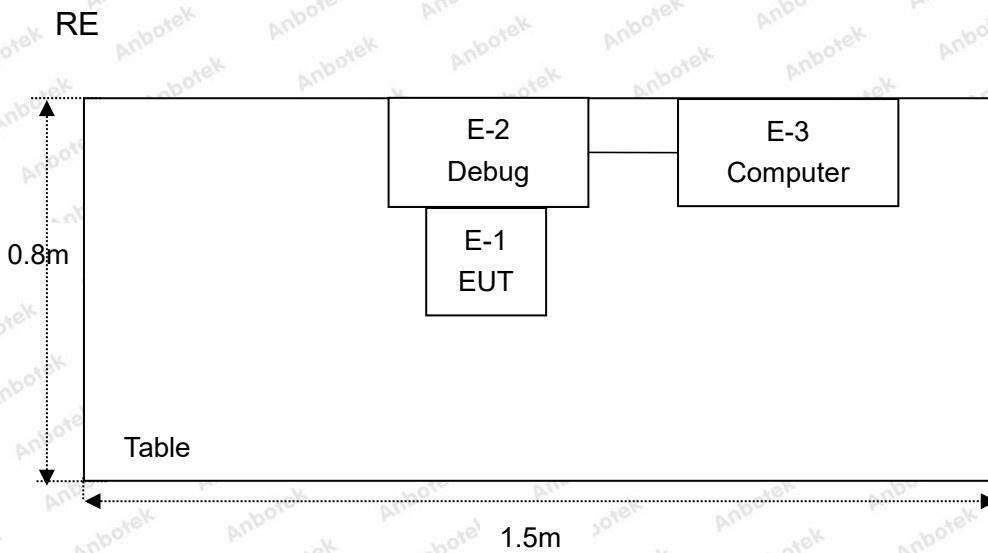 RE
E-2
Debug
E-3
Computer
E-1
EUT
0.8m
Table
1.5m